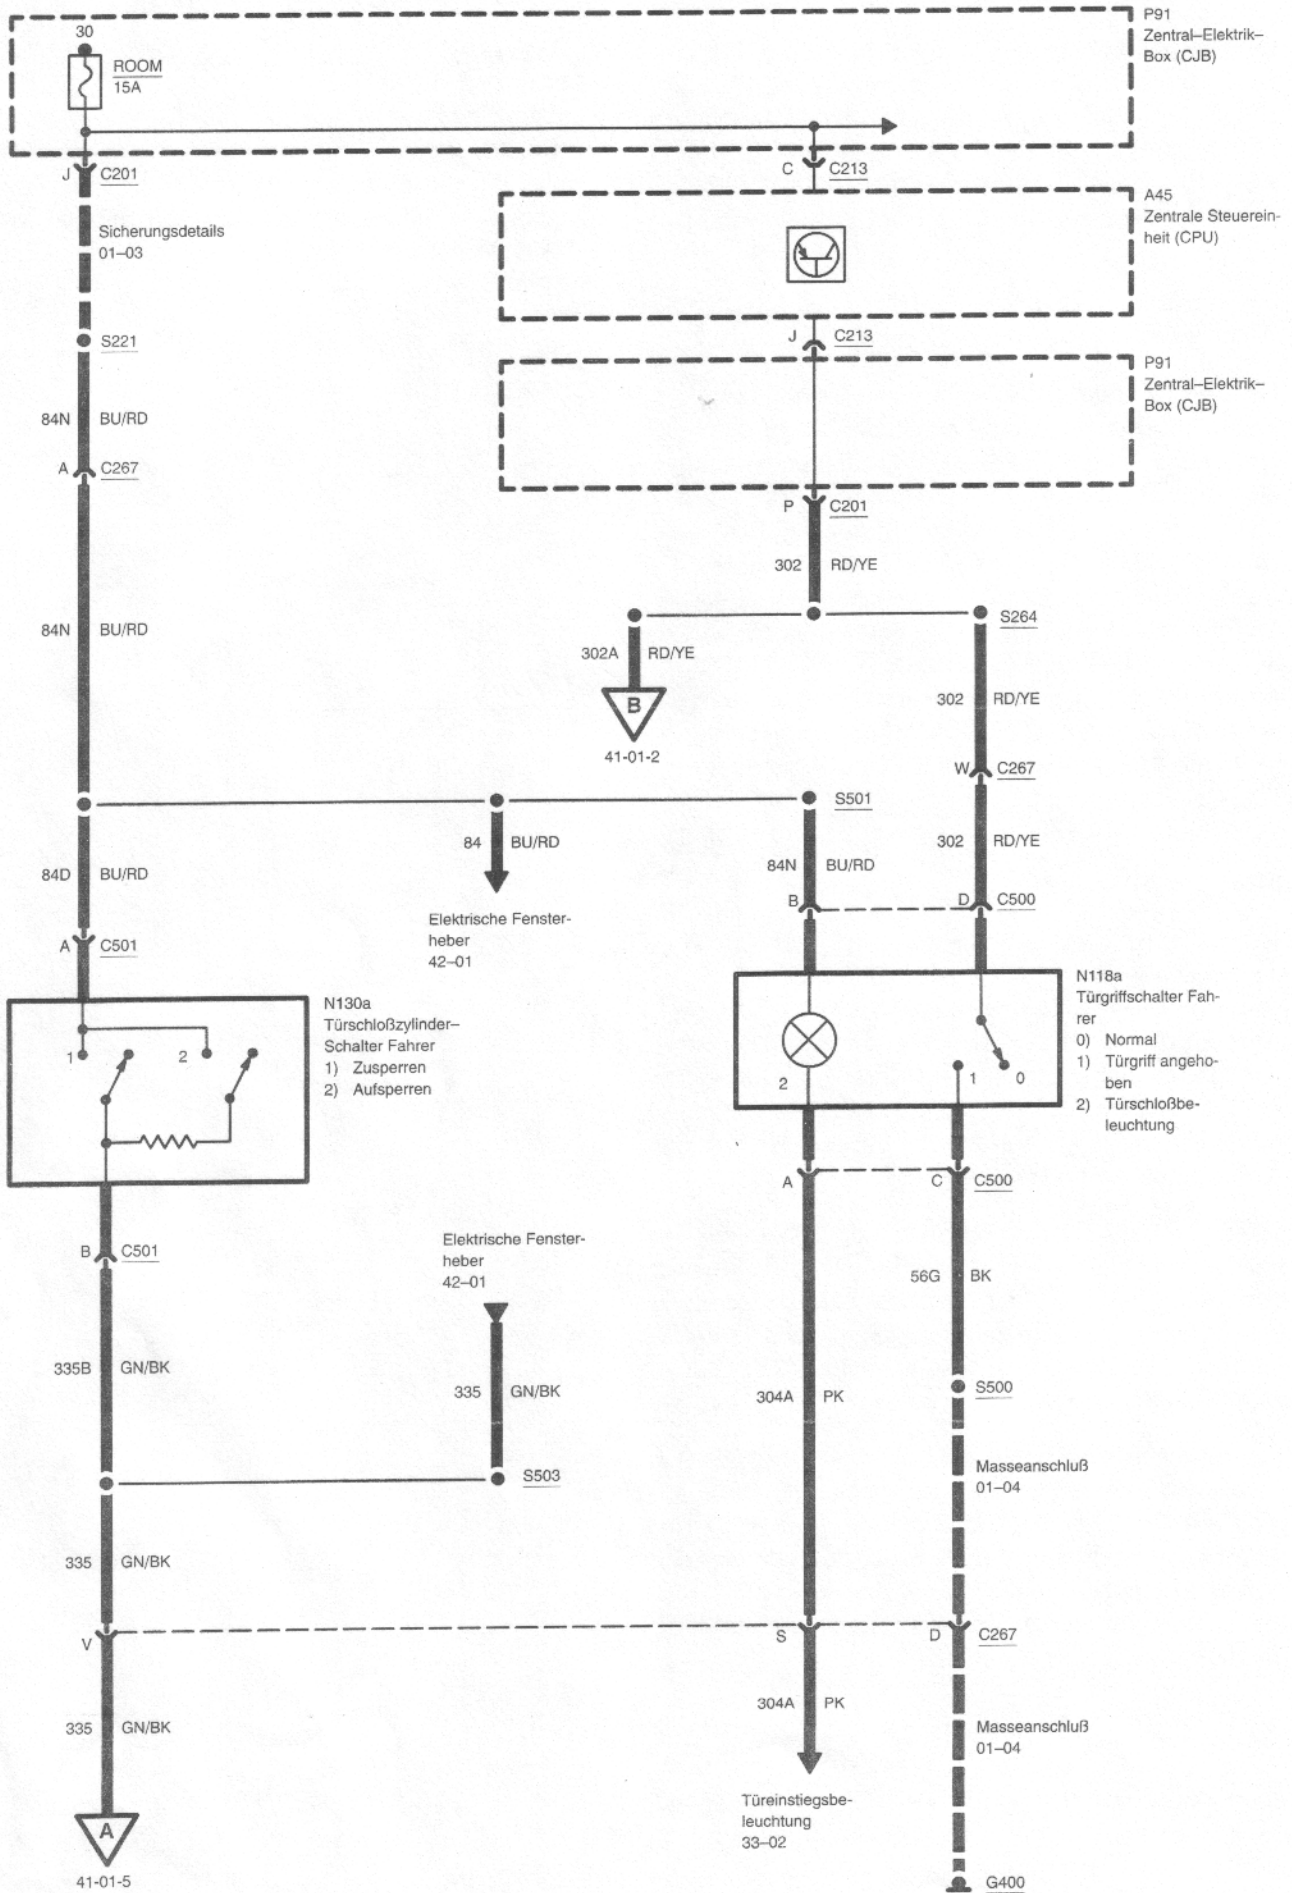 P91
Zentral–Elektrik–
Box (CJB)
30
ROOM
15A
J
C201
C
C213
A45
Zentrale Steuerein-
heit (CPU)
Sicherungsdetails
01–03
S221
J
C213
P91
Zentral–Elektrik–
Box (CJB)
84N
BU/RD
A
C267
P
C201
302
RD/YE
84N
BU/RD
S264
302A
RD/YE
B
41-01-2
302
RD/YE
W
C267
S501
84
BU/RD
302
RD/YE
84D
BU/RD
84N
BU/RD
B
D
C500
Elektrische Fenster-
heber
42–01
A
C501
N130a
Türschloßzylinder–
Schalter Fahrer
1) Zusperren
2) Aufsperren
1
2
N118a
Türgriffschalter Fah-
rer
0) Normal
1) Türgriff angeho-
ben
2) Türschloßbe-
leuchtung
2
1
0
A
C
C500
B
C501
Elektrische Fenster-
heber
42–01
56G
BK
335B
GN/BK
335
GN/BK
304A
PK
S500
Masseanschluß
01–04
S503
335
GN/BK
V
S
D
C267
335
GN/BK
304A
PK
Masseanschluß
01–04
Türeinstiegsbe-
leuchtung
33–02
A
41-01-5
G400